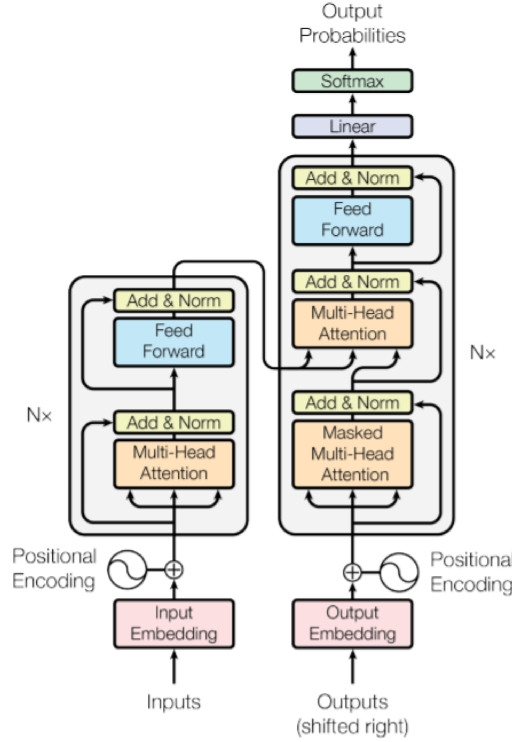 Output
Probabilities
Softmax
Linear
Add & Norm
Feed
Forward
Add & Norm
Multi-Head
Attention
Add & Norm
Masked
Multi-Head
Attention
N×
Add & Norm
Feed
Forward
N×
Add & Norm
Multi-Head
Attention
Positional
Encoding
Positional
Encoding
Input
Embedding
Output
Embedding
Inputs
Outputs
(shifted right)